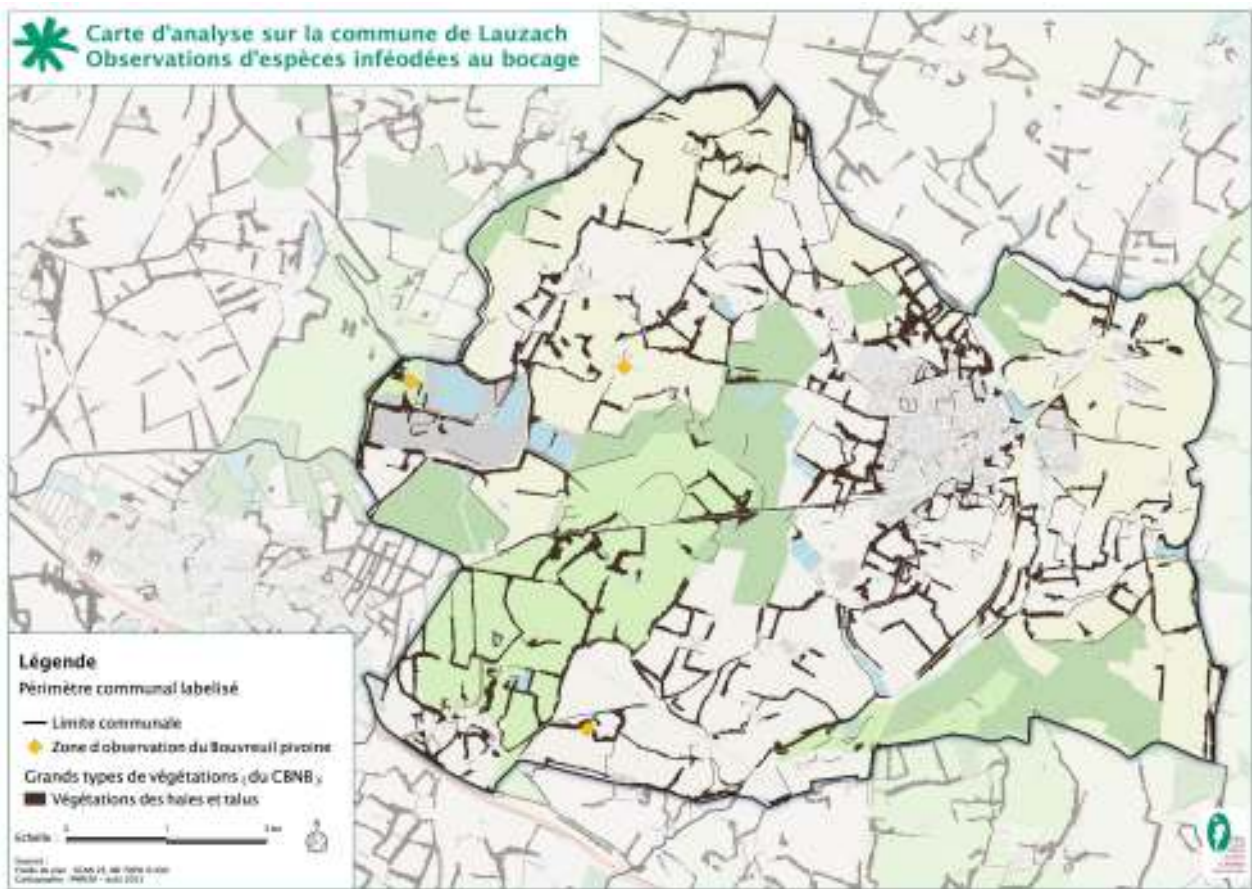 Carte d'analyse sur la commune de Lauzach
Observations d'espèces inféodées au bocage
Légende
Périmètre communal labelisé
Limite communale
Zone d'observation du Bouvreuil pivoine
Grands types de végétations (du CBNB)
Végétations des haies et talus
Echelle :